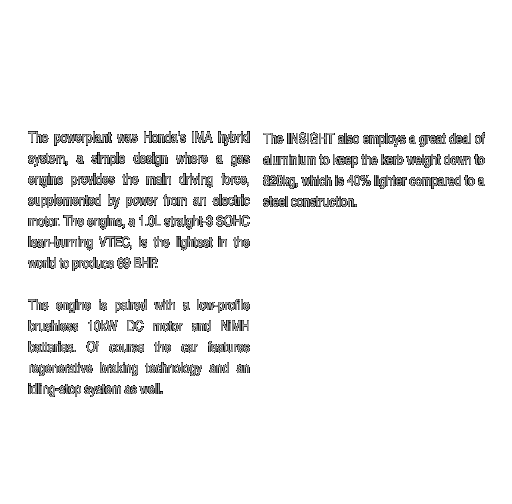 The powerplant was Honda's IMA hybrid
system, a simple design where a gas
engine provides the main driving force,
supplemented by power from an electric
motor. The engine, a 1.0L straight-3 SOHC
lean-burning VTEC, is the lightest in the
world to produce 69 BHP.
The engine is paired with a low-profile
brushless 10kW DC motor and NiMH
batteries. Of course the car features
regenerative braking technology and an
idling-stop system as well.
The INSIGHT also employs a great deal of
aluminium to keep the kerb weight down to
828kg, which is 40% lighter compared to a
steel construction.